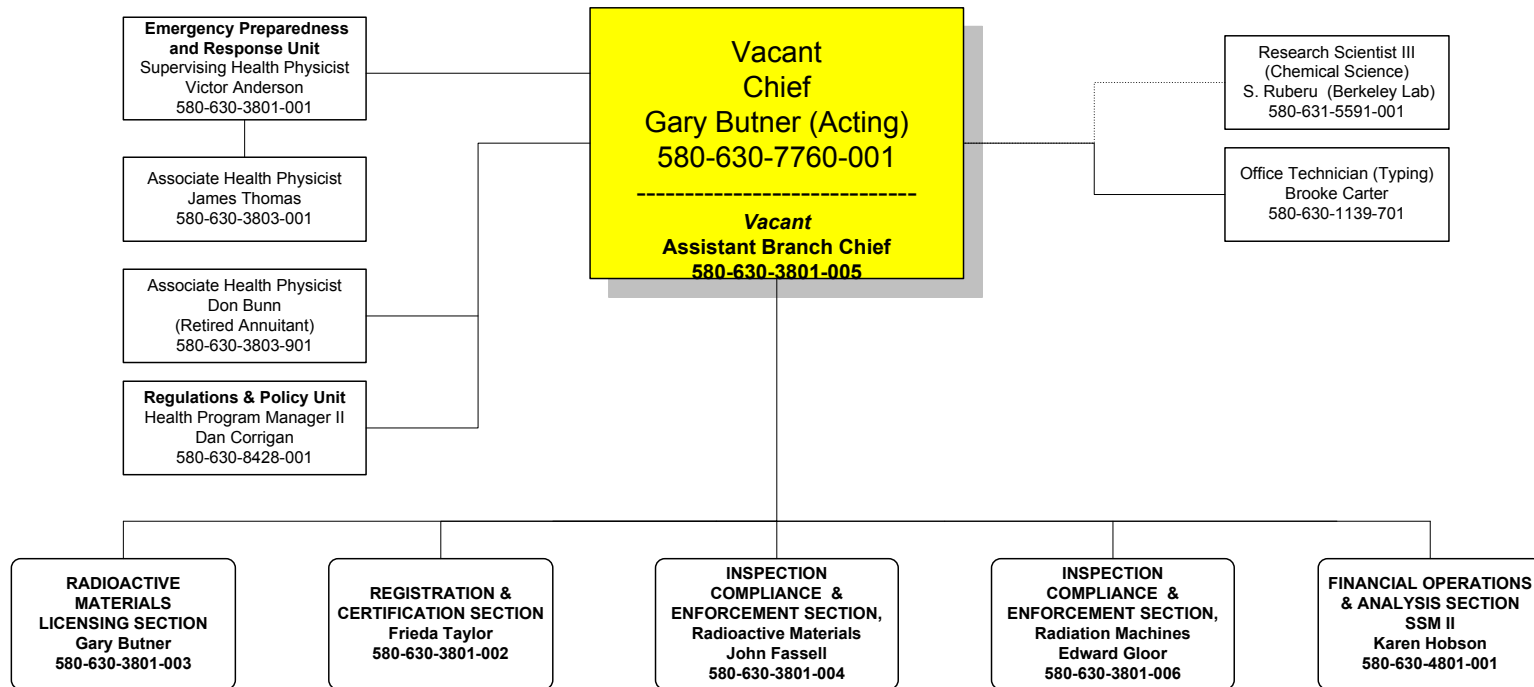 Emergency Preparedness
and Response Unit
Supervising Health Physicist
Victor Anderson
580-630-3801-001
Associate Health Physicist
James Thomas
580-630-3803-001
Associate Health Physicist
Don Bunn
(Retired Annuitant)
580-630-3803-901
Regulations & Policy Unit
Health Program Manager II
Dan Corrigan
580-630-8428-001
Vacant
Chief
Gary Butner (Acting)
580-630-7760-001
-----------------------------
Vacant
Assistant Branch Chief
580-630-3801-005
Research Scientist III
(Chemical Science)
S. Ruberu (Berkeley Lab)
580-631-5591-001
Office Technician (Typing)
Brooke Carter
580-630-1139-701
RADIOACTIVE
MATERIALS
LICENSING SECTION
Gary Butner
580-630-3801-003
REGISTRATION &
CERTIFICATION SECTION
Frieda Taylor
580-630-3801-002
INSPECTION
COMPLIANCE &
ENFORCEMENT SECTION,
Radioactive Materials
John Fassell
580-630-3801-004
INSPECTION
COMPLIANCE &
ENFORCEMENT SECTION,
Radiation Machines
Edward Gloor
580-630-3801-006
FINANCIAL OPERATIONS
& ANALYSIS SECTION
SSM II
Karen Hobson
580-630-4801-001